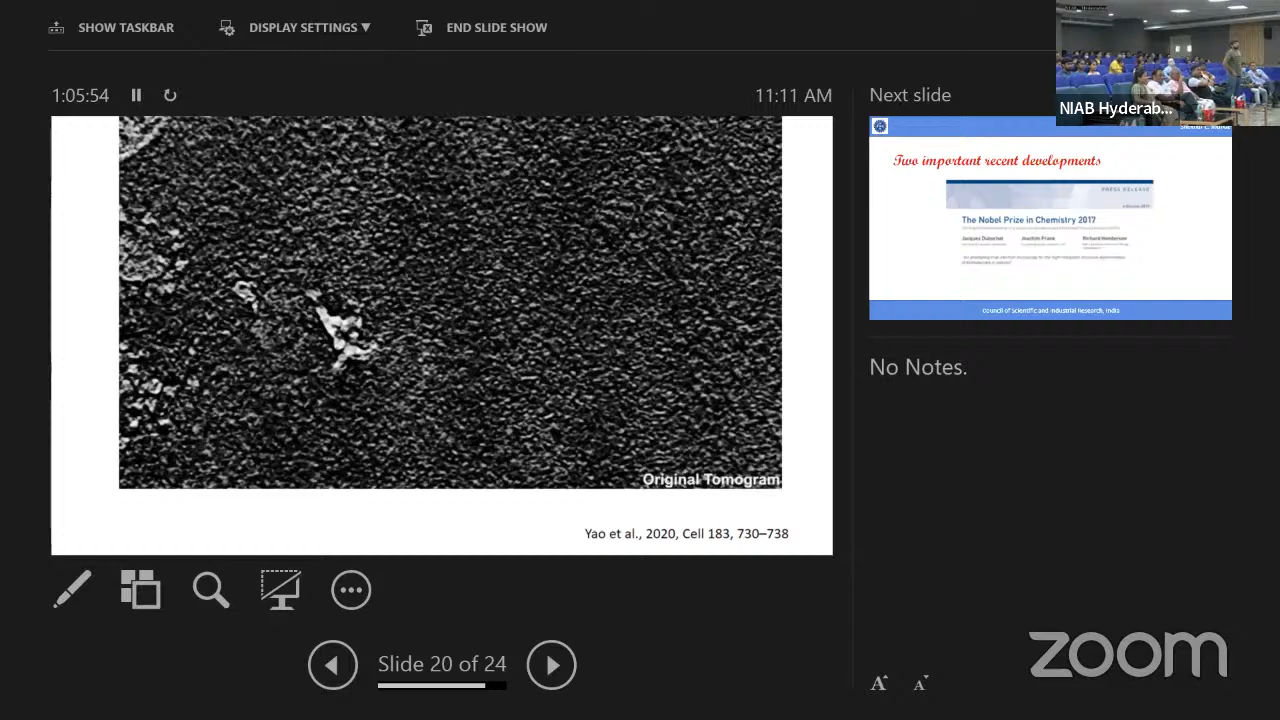 SHOW TASKBAR
DISPLAY SETTINGS ▼
END SLIDE SHOW
1:05:54
11:11 AM
Next slide
NIAB Hyderab...
Two important recent developments
PRESS RELEASE
The Nobel Prize in Chemistry 2017
Jacques Dubochet
Joachim Frank
Richard Henderson
Council of Scientific and Industrial Research, India
No Notes.
Original Tomogram
Yao et al., 2020, Cell 183, 730–738
Slide 20 of 24
A A
zoom